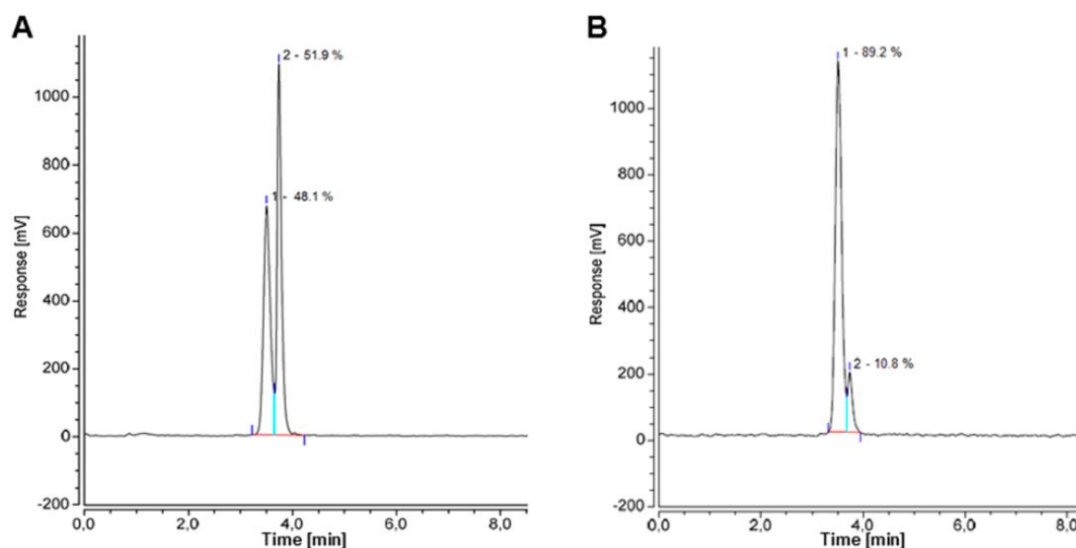 A
2 - 51.9 %
1 - 48.1 %
1000
800
600
400
200
0
-200
Response [mV]
0,0
2,0
4,0
6,0
8,0
Time [min]
B
1 - 89.2 %
2 - 10.8 %
1000
800
600
400
200
0
-200
Response [mV]
0,0
2,0
4,0
6,0
8,0
Time [min]